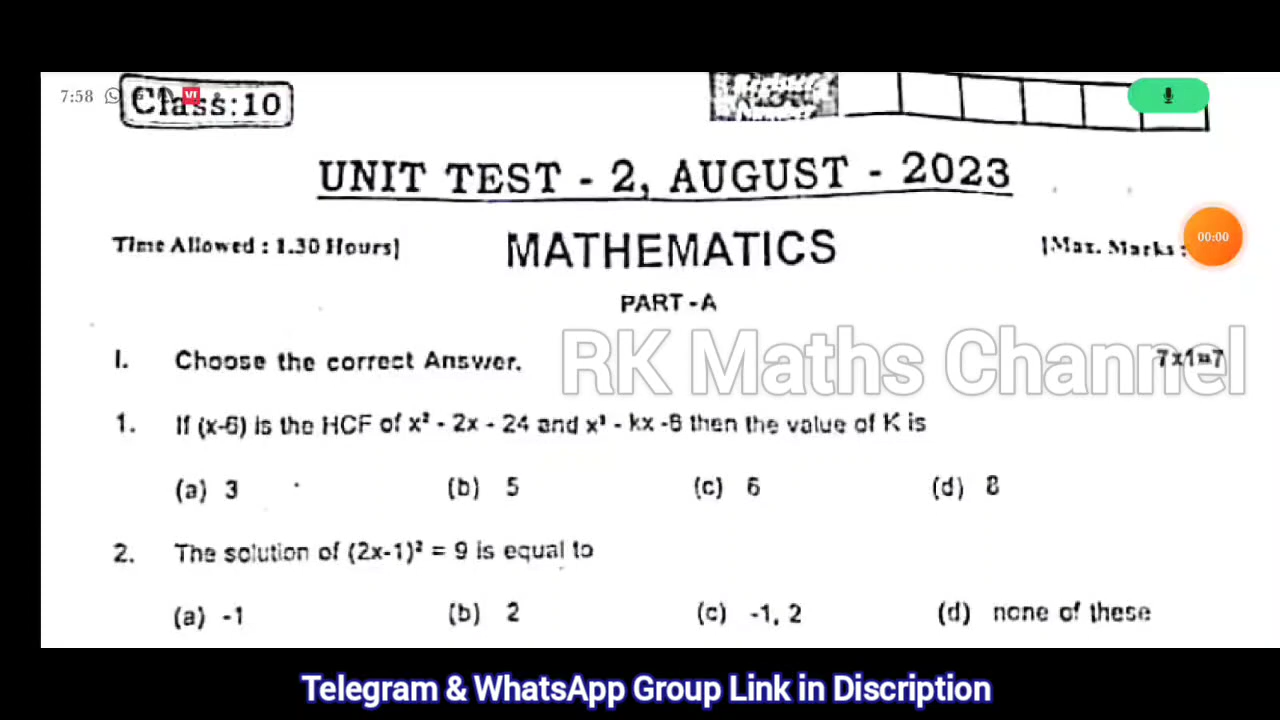 7:58
Class:10
UNIT TEST - 2, AUGUST - 2023
Time Allowed : 1.30 Hours]
MATHEMATICS
[Max. Marks :
00:00
PART - A
RK Maths Channel
I. Choose the correct Answer. 7x1=7
1. If (x-6) is the HCF of x² - 2x - 24 and x² - kx -6 then the value of K is
(a) 3 (b) 5 (c) 6 (d) 8
2. The solution of (2x-1)² = 9 is equal to
(a) -1 (b) 2 (c) -1, 2 (d) none of these
Telegram & WhatsApp Group Link in Discription